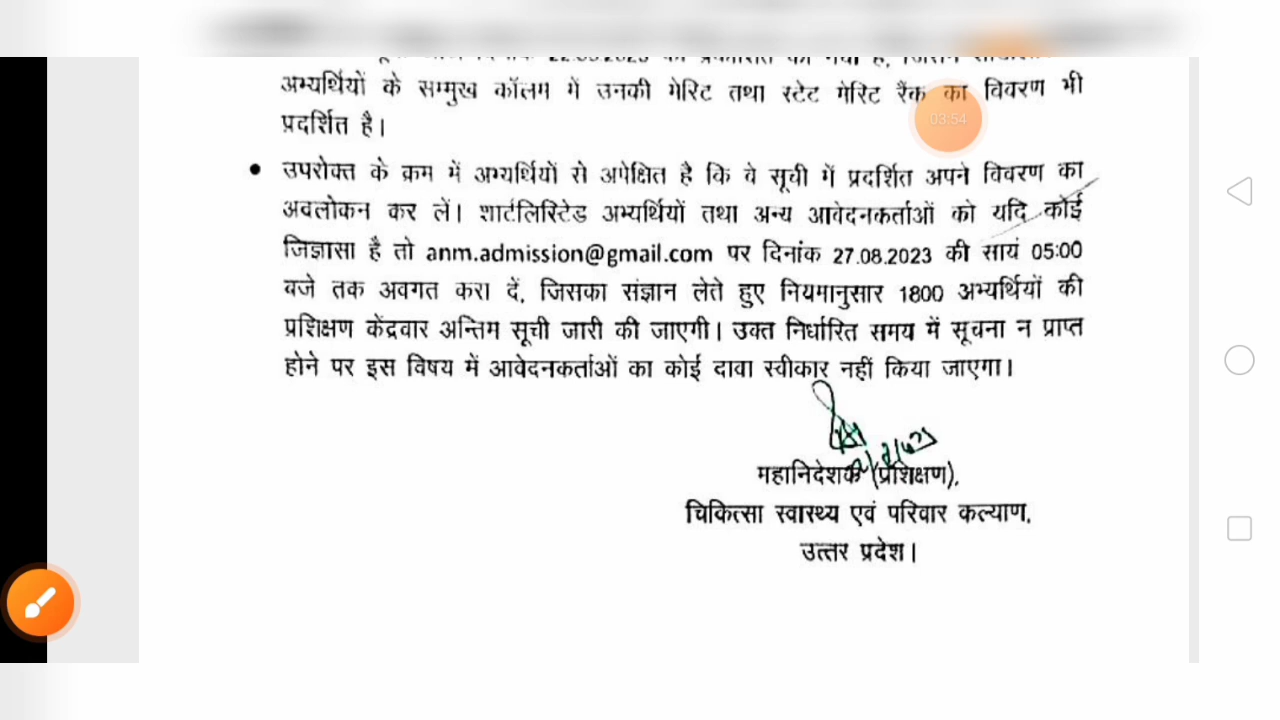 अभ्यर्थियों के सम्मुख कॉलम में उनकी मेरिट तथा स्टेट मेरिट रैंक का विवरण भी
03:54
प्रदर्शित है।
• उपरोक्त के क्रम में अभ्यर्थियों से अपेक्षित है कि वे सूची में प्रदर्शित अपने विवरण का
अवलोकन कर लें। शार्टलिस्टेड अभ्यर्थियों तथा अन्य आवेदनकर्ताओं को यदि कोई
जिज्ञासा है तो anm.admission@gmail.com पर दिनांक 27.08.2023 की सायं 05:00
बजे तक अवगत करा दें, जिसका संज्ञान लेते हुए नियमानुसार 1800 अभ्यर्थियों की
प्रशिक्षण केंद्रवार अन्तिम सूची जारी की जाएगी। उक्त निर्धारित समय में सूचना न प्राप्त
होने पर इस विषय में आवेदनकर्ताओं का कोई दावा स्वीकार नहीं किया जाएगा।
महानिदेशक (प्रशिक्षण),
चिकित्सा स्वास्थ्य एवं परिवार कल्याण,
उत्तर प्रदेश।